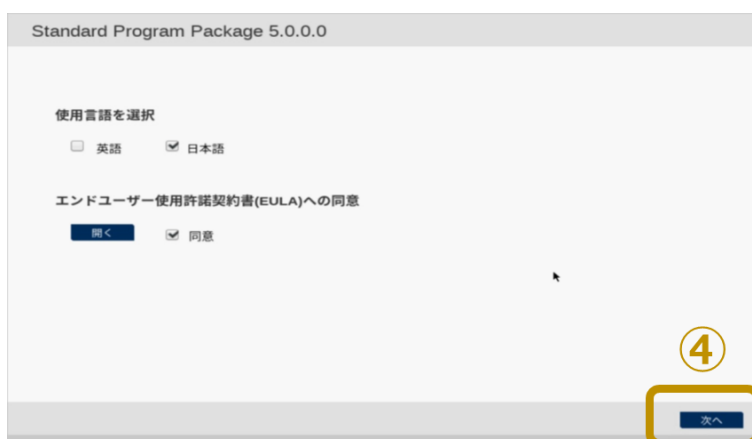 Standard Program Package 5.0.0.0
使用言語を選択
英語 日本語
エンドユーザー使用許諾契約書(EULA)への同意
開く 同意
④
次へ